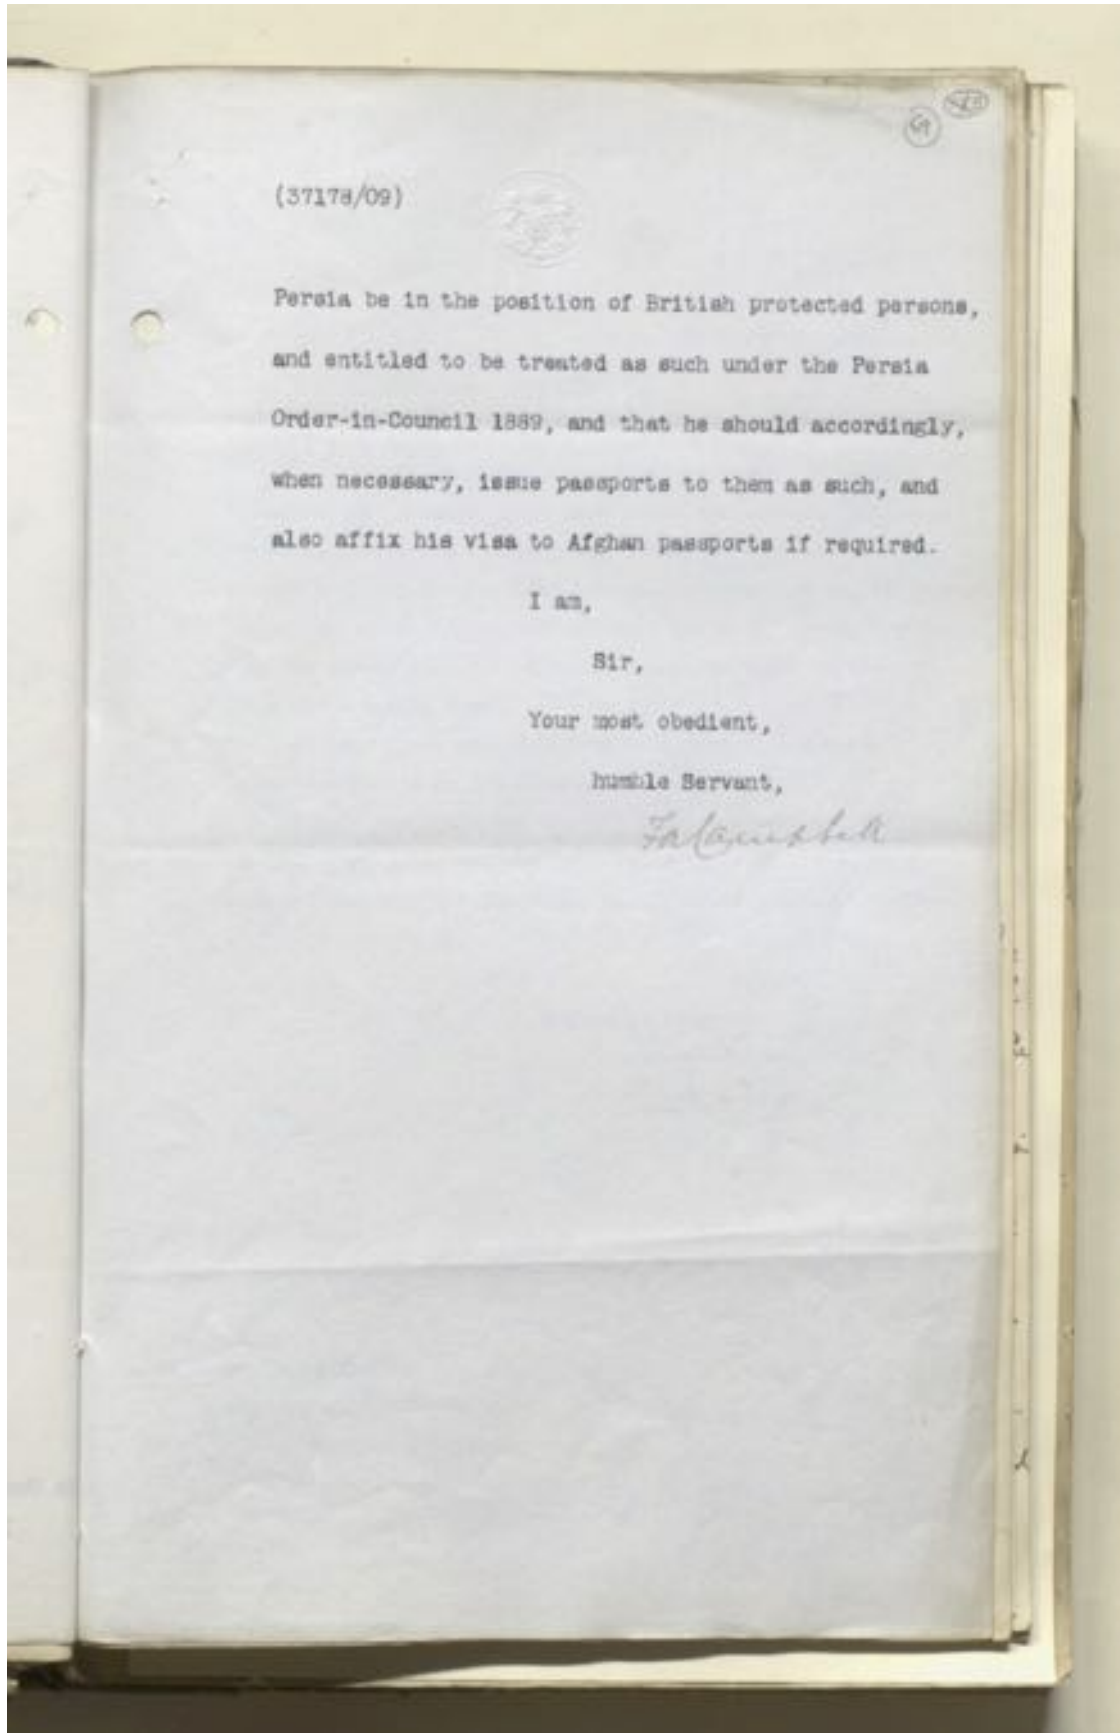 69
(37178/09)
Persia be in the position of British protected persons,
and entitled to be treated as such under the Persia
Order-in-Council 1889, and that he should accordingly,
when necessary, issue passports to them as such, and
also affix his visa to Afghan passports if required.
I am,
Sir,
Your most obedient,
humble Servant,
FACampbell